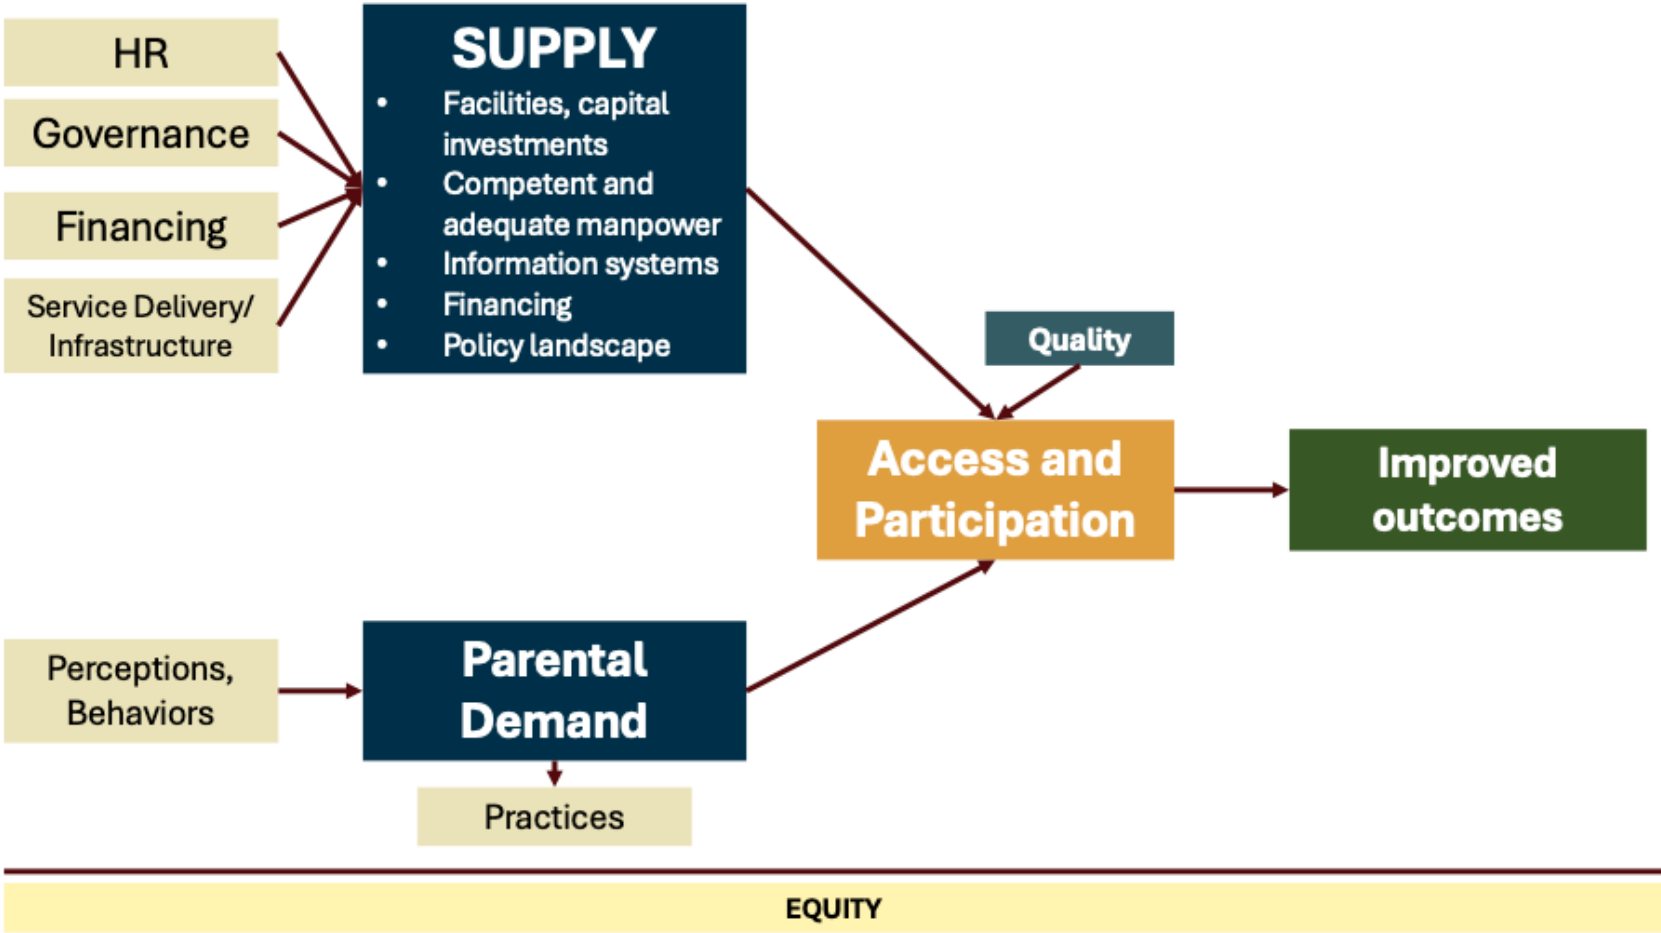 HR
Governance
Financing
Service Delivery/
Infrastructure
SUPPLY
• Facilities, capital
investments
• Competent and
adequate manpower
• Information systems
• Financing
• Policy landscape
Quality
Access and
Participation
Improved
outcomes
Perceptions,
Behaviors
Parental
Demand
Practices
EQUITY